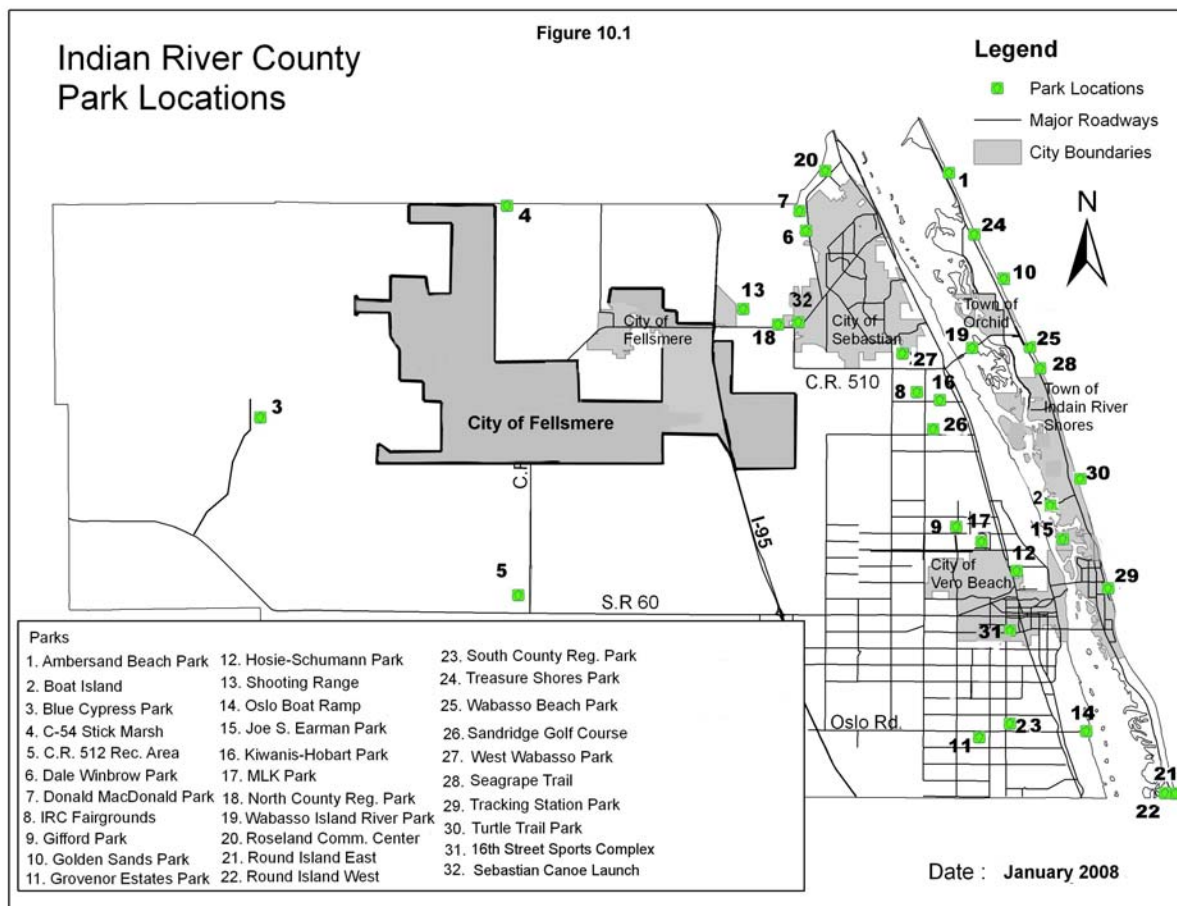 Figure 10.1
Indian River County
Park Locations
Legend
Park Locations
Major Roadways
City Boundaries
20
1
7
4
6
24
10
13
32
City of
Fellsmere
18
City of
Sebastian
Town of
Orchid
19
25
27
28
C.R. 510
8
16
Town of
Indain River
Shores
3
City of Fellsmere
26
30
2
I-95
9
17
15
5
12
City of
Vero Beach
29
S.R 60
31
Oslo Rd.
23
14
11
21
22
Parks
1. Ambersand Beach Park
2. Boat Island
3. Blue Cypress Park
4. C-54 Stick Marsh
5. C.R. 512 Rec. Area
6. Dale Winbrow Park
7. Donald MacDonald Park
8. IRC Fairgrounds
9. Gifford Park
10. Golden Sands Park
11. Grovenor Estates Park
12. Hosie-Schumann Park
13. Shooting Range
14. Oslo Boat Ramp
15. Joe S. Earman Park
16. Kiwanis-Hobart Park
17. MLK Park
18. North County Reg. Park
19. Wabasso Island River Park
20. Roseland Comm. Center
21. Round Island East
22. Round Island West
23. South County Reg. Park
24. Treasure Shores Park
25. Wabasso Beach Park
26. Sandridge Golf Course
27. West Wabasso Park
28. Seagrape Trail
29. Tracking Station Park
30. Turtle Trail Park
31. 16th Street Sports Complex
32. Sebastian Canoe Launch
Date : January 2008